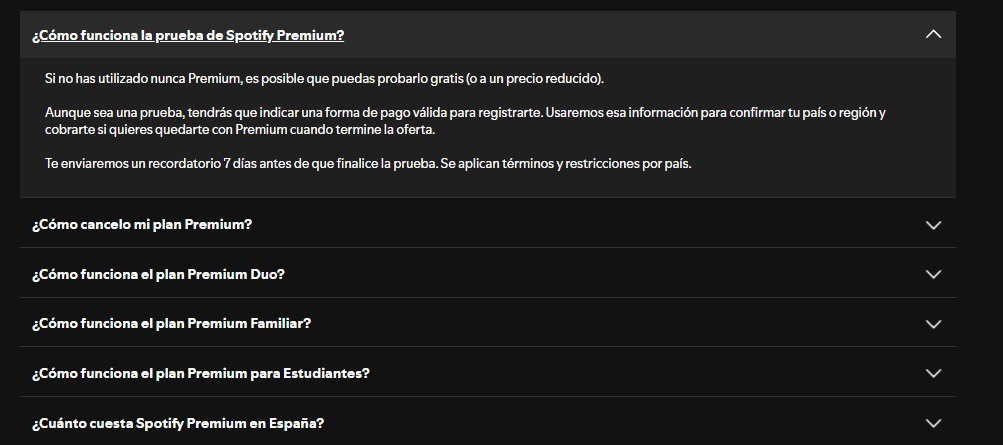 ¿Cómo funciona la prueba de Spotify Premium?
Si no has utilizado nunca Premium, es posible que puedas probarlo gratis (o a un precio reducido).
Aunque sea una prueba, tendrás que indicar una forma de pago válida para registrarte. Usaremos esa información para confirmar tu país o región y
cobrarte si quieres quedarte con Premium cuando termine la oferta.
Te enviaremos un recordatorio 7 días antes de que finalice la prueba. Se aplican términos y restricciones por país.
¿Cómo cancelo mi plan Premium?
¿Cómo funciona el plan Premium Duo?
¿Cómo funciona el plan Premium Familiar?
¿Cómo funciona el plan Premium para Estudiantes?
¿Cuánto cuesta Spotify Premium en España?